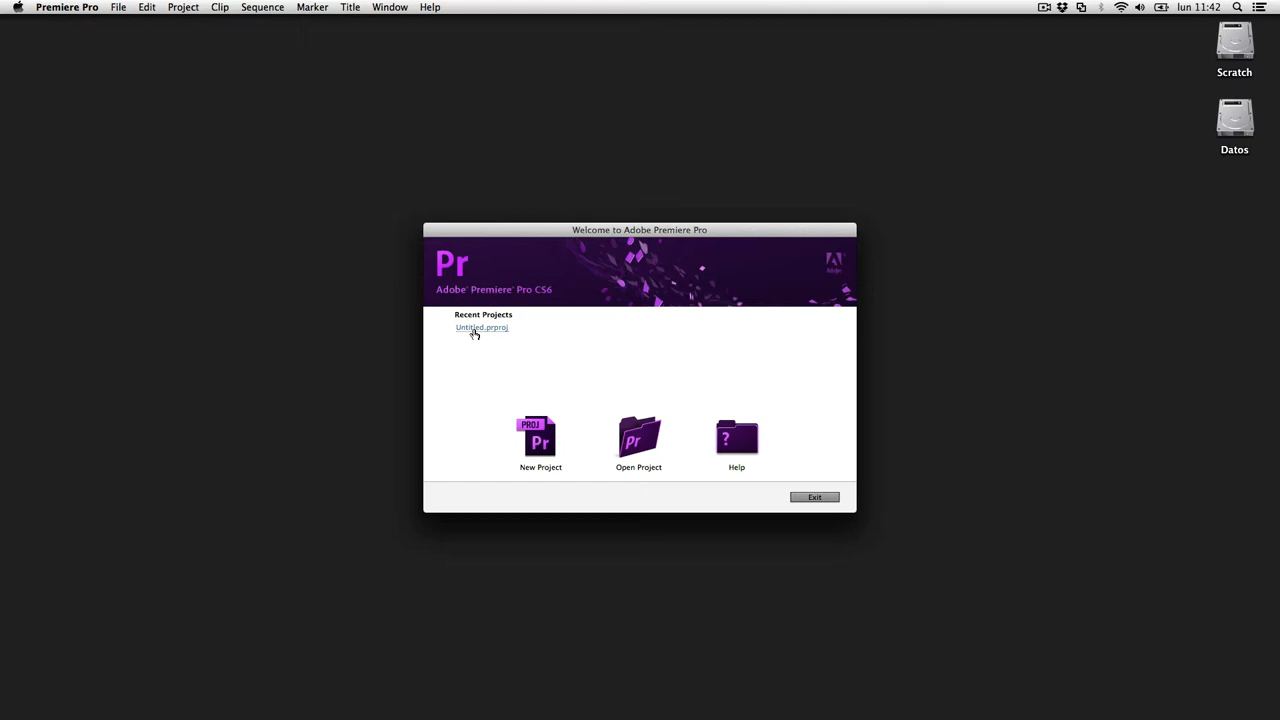 Premiere Pro File Edit Project Clip Sequence Marker Title Window Help lun 11:42
Scratch
Datos
Welcome to Adobe Premiere Pro
Pr
Adobe® Premiere® Pro CS6
Adobe
Recent Projects
Untitled.prproj
PROJ
Pr
Pr
?
New Project Open Project Help
Exit